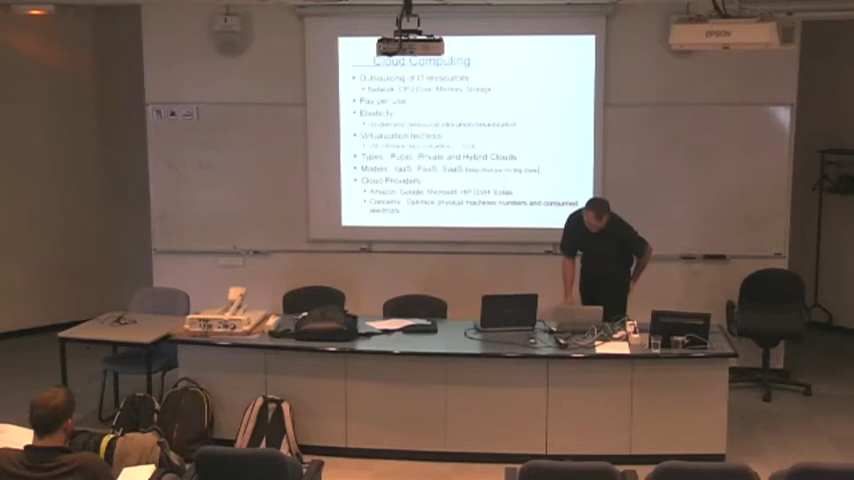 EPSON
Cloud Computing
• Outsourcing of IT ressources
• Network, CPU Core, Memory, Storage
• Pay per use
• Elasticity
• Virtualization technics
• Types : Public, Private and Hybrid Clouds
• Models : IaaS, PaaS, SaaS
• Cloud Providers
• Amazon, Google, Microsoft, HP, OVH, Eolas
• Concerns : Optimize physical machines numbers and consumed
electricity